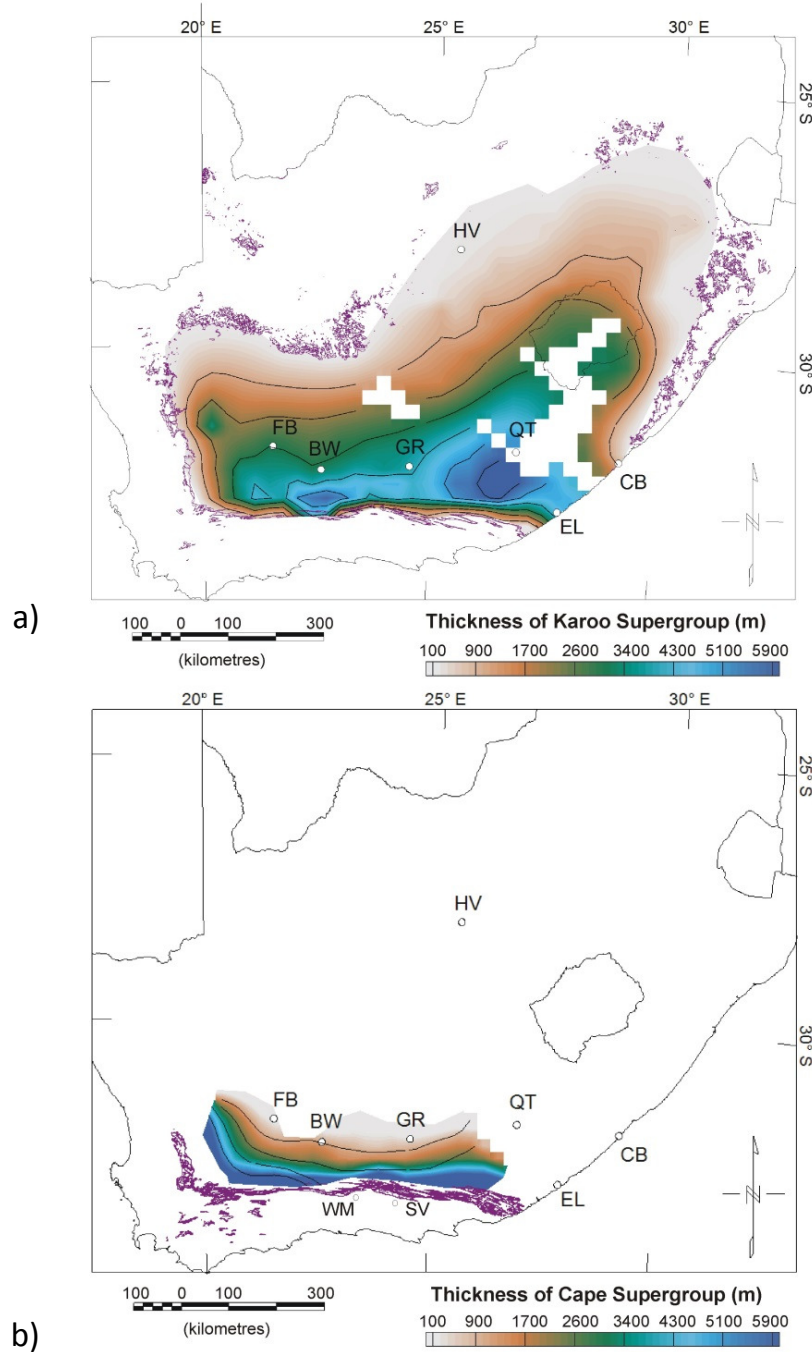 20° E 25° E 30° E
25° S
HV
30° S
FB BW GR QT
CB
EL
N
a)
100 0 100 300
(kilometres)
Thickness of Karoo Supergroup (m)
100 900 1700 2600 3400 4300 5100 5900
20° E 25° E 30° E
25° S
HV
30° S
FB BW GR QT
CB
EL
WM SV
N
b)
100 0 100 300
(kilometres)
Thickness of Cape Supergroup (m)
100 900 1700 2600 3400 4300 5100 5900